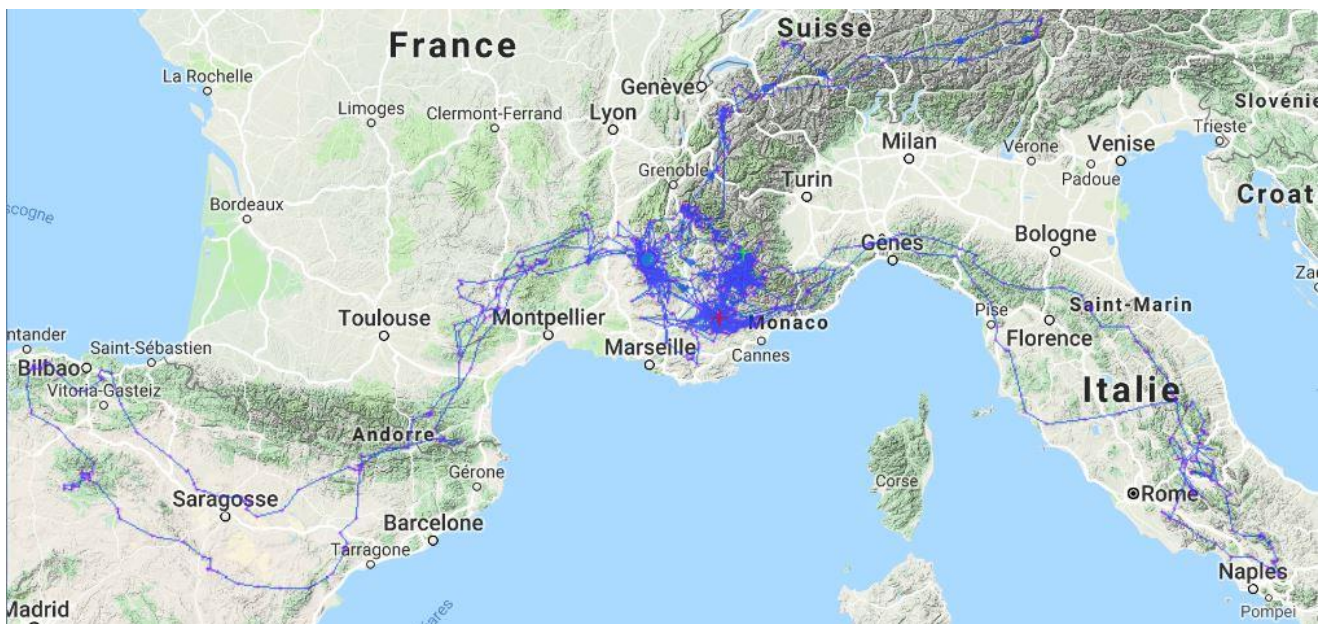 Suisse
France
La Rochelle
Genève
Limoges
Clermont-Ferrand
Lyon
Slovénie
Trieste
Milan
Vérone
Venise
Padoue
Grenoble
Turin
Croat
Bordeaux
scogne
Gênes
Bologne
Za
Saint-Marin
Pise
Toulouse
Montpellier
Monaco
Florence
ntander
Saint-Sébastien
Marseille
Cannes
Bilbao
Vitoria-Gasteiz
Italie
Andorre
Gérone
Corse
Saragosse
Rome
Barcelone
Tarragone
Naples
Madrid
ares
Pompei